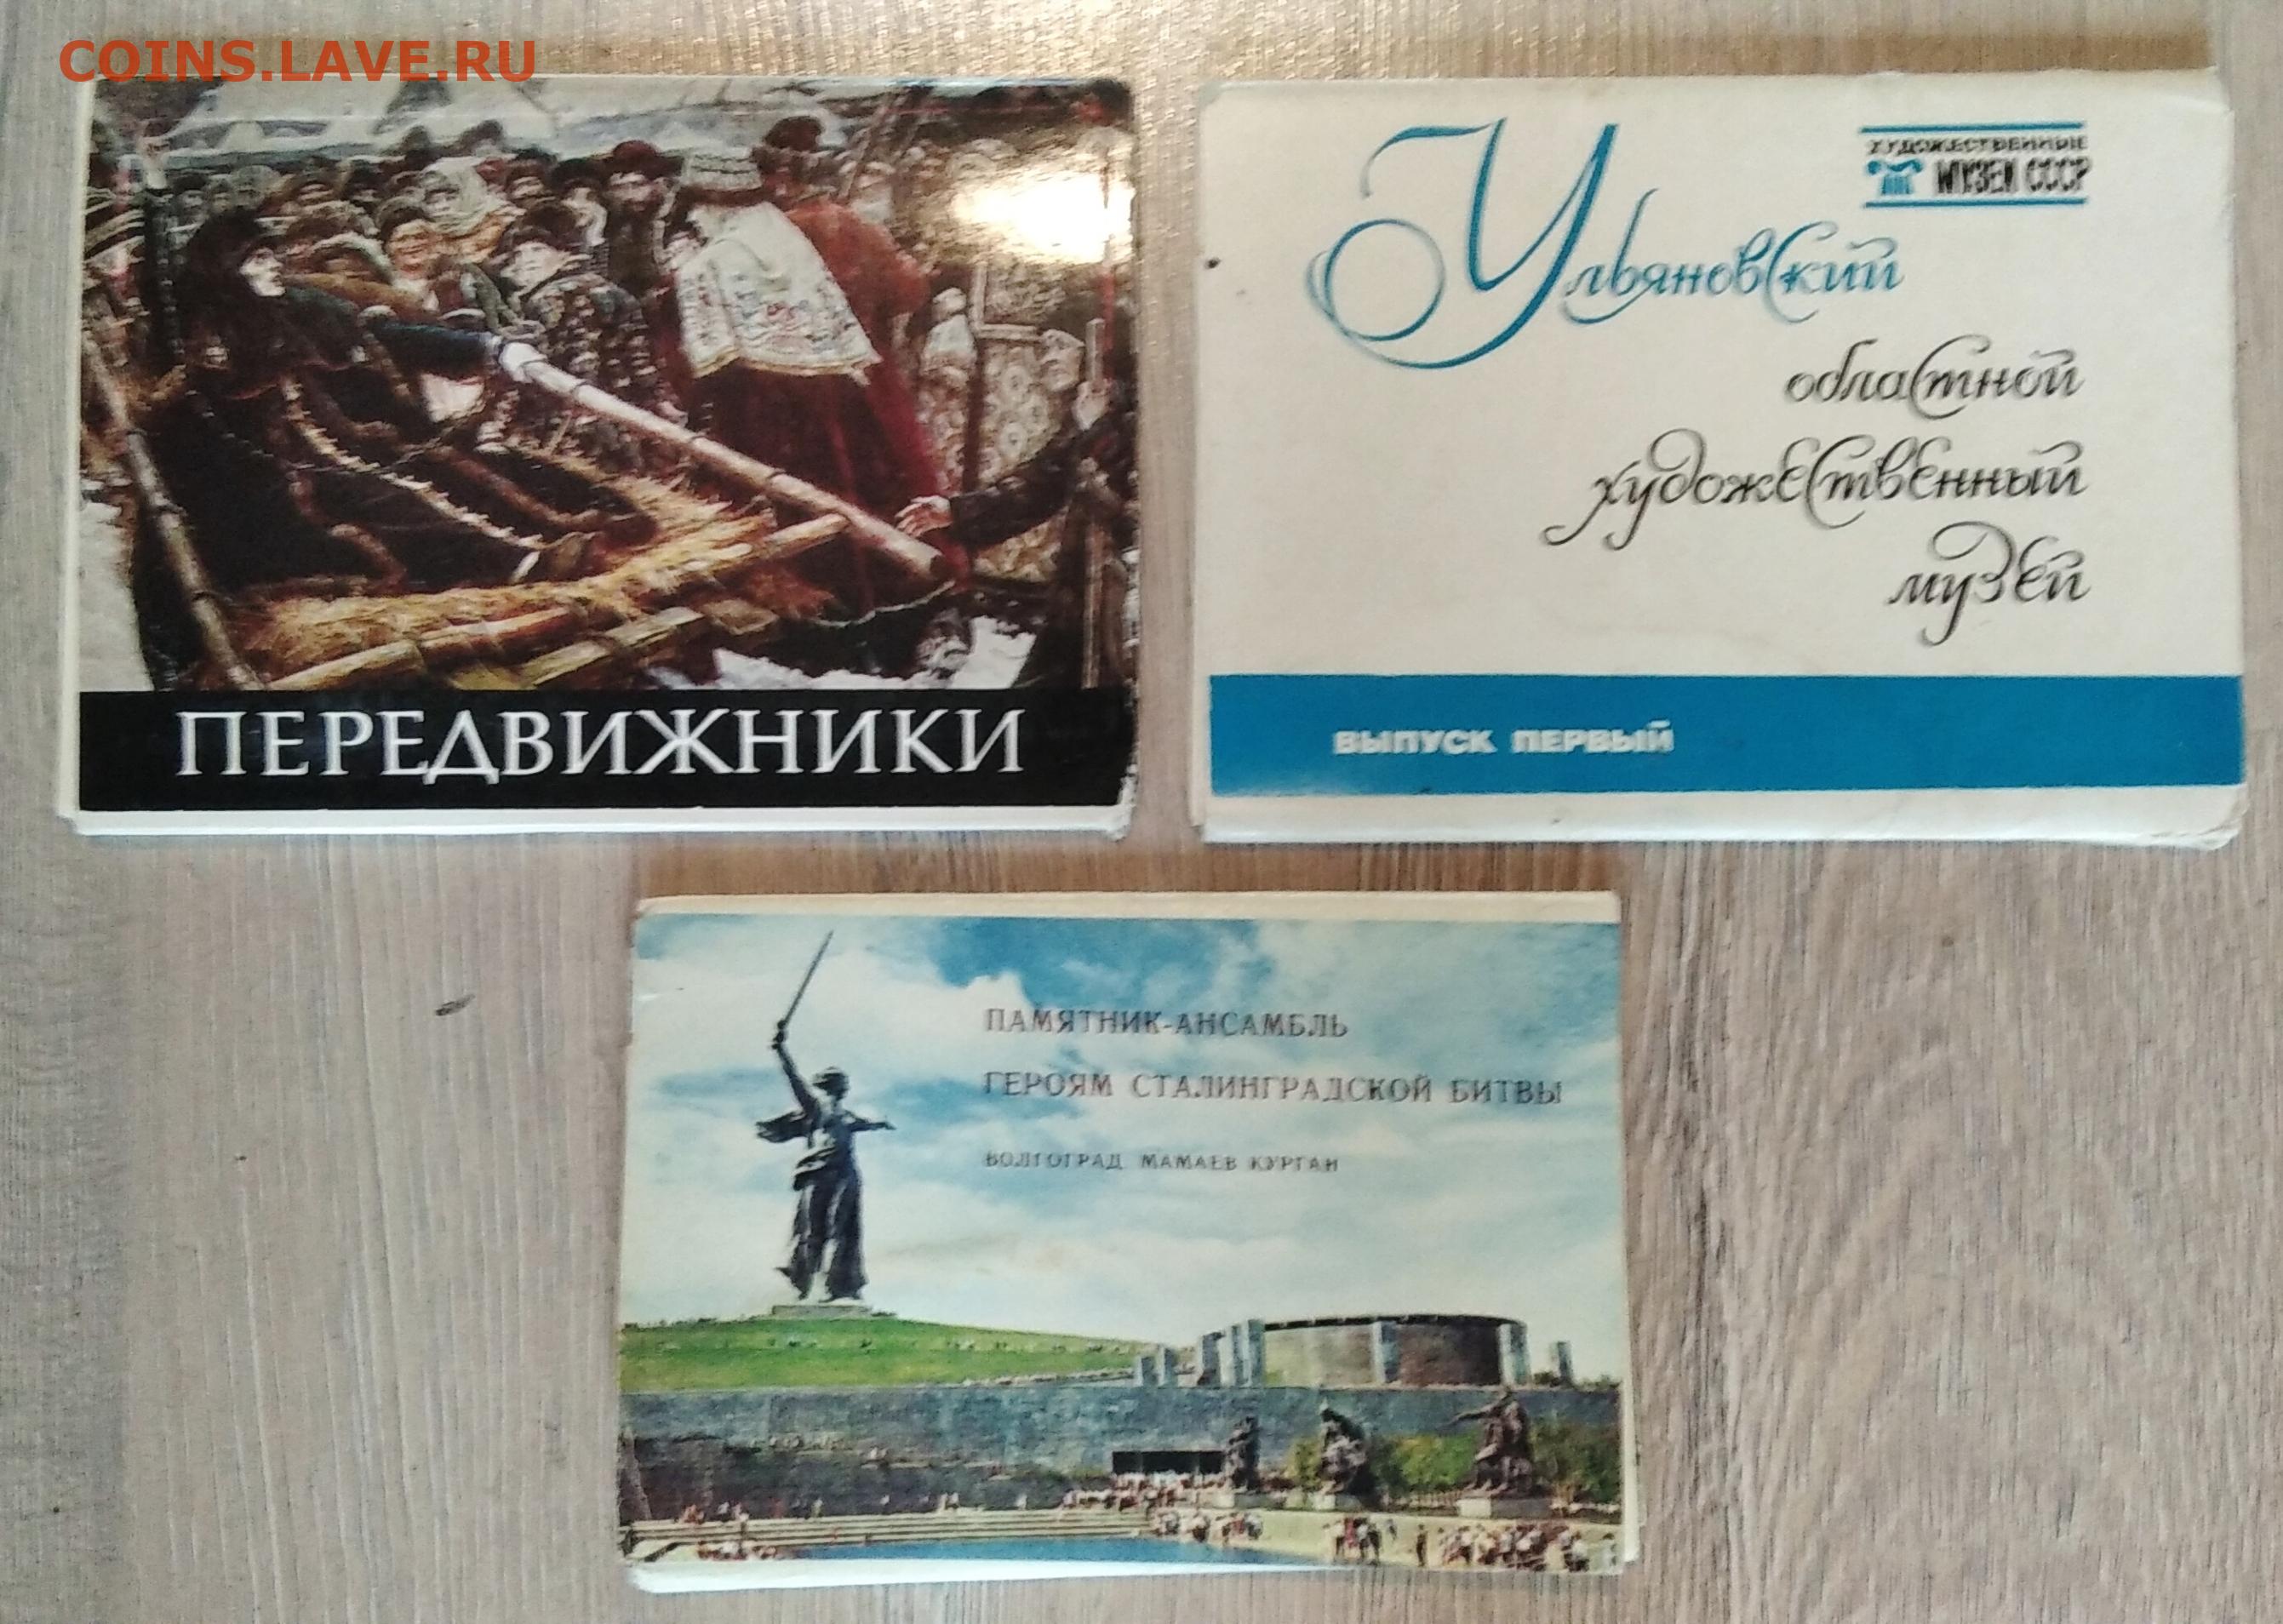 COINS.LAVE.RU
ПЕРЕДВИЖНИКИ
ХУДОЖЕСТВЕННЫЕ
МУЗЕИ СССР
Ульяновский
областной
художественный
музей
ВЫПУСК ПЕРВЫЙ
ПАМЯТНИК-АНСАМБЛЬ
ГЕРОЯМ СТАЛИНГРАДСКОЙ БИТВЫ
ВОЛГОГРАД МАМАЕВ КУРГАН